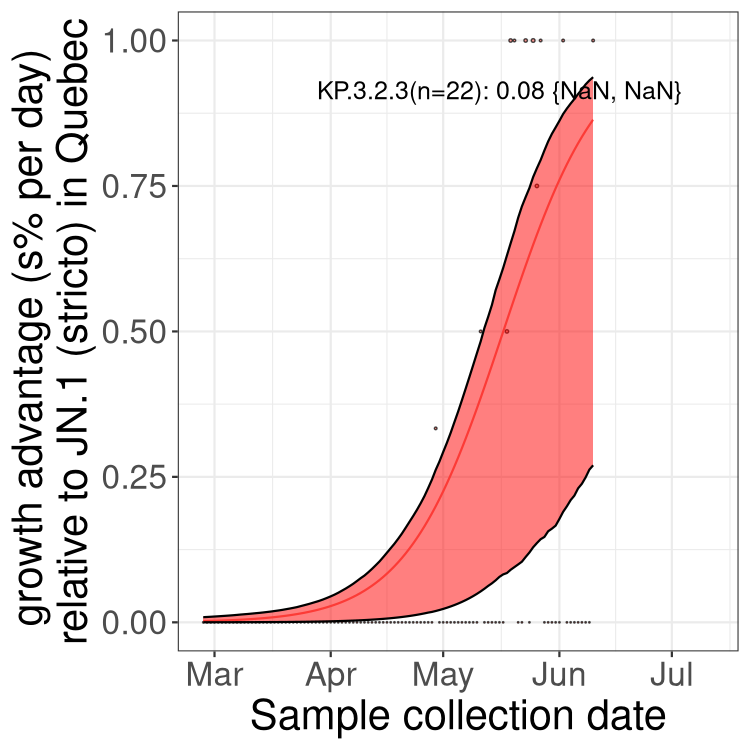 growth advantage (s% per day)
relative to JN.1 (stricto) in Quebec
1.00
KP.3.2.3(n=22): 0.08 {NaN, NaN}
0.75
0.50
0.25
0.00
Mar Apr May Jun Jul
Sample collection date